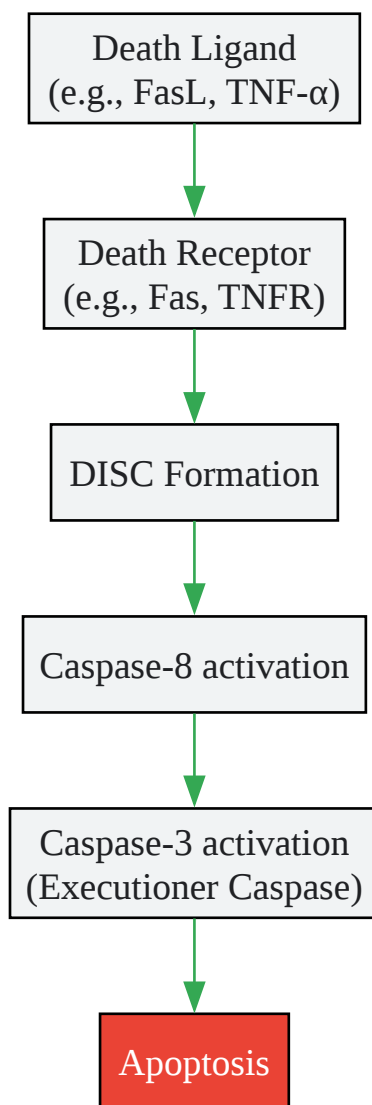 Death Ligand
(e.g., FasL, TNF-α)
Death Receptor
(e.g., Fas, TNFR)
DISC Formation
Caspase-8 activation
Caspase-3 activation
(Executioner Caspase)
Apoptosis